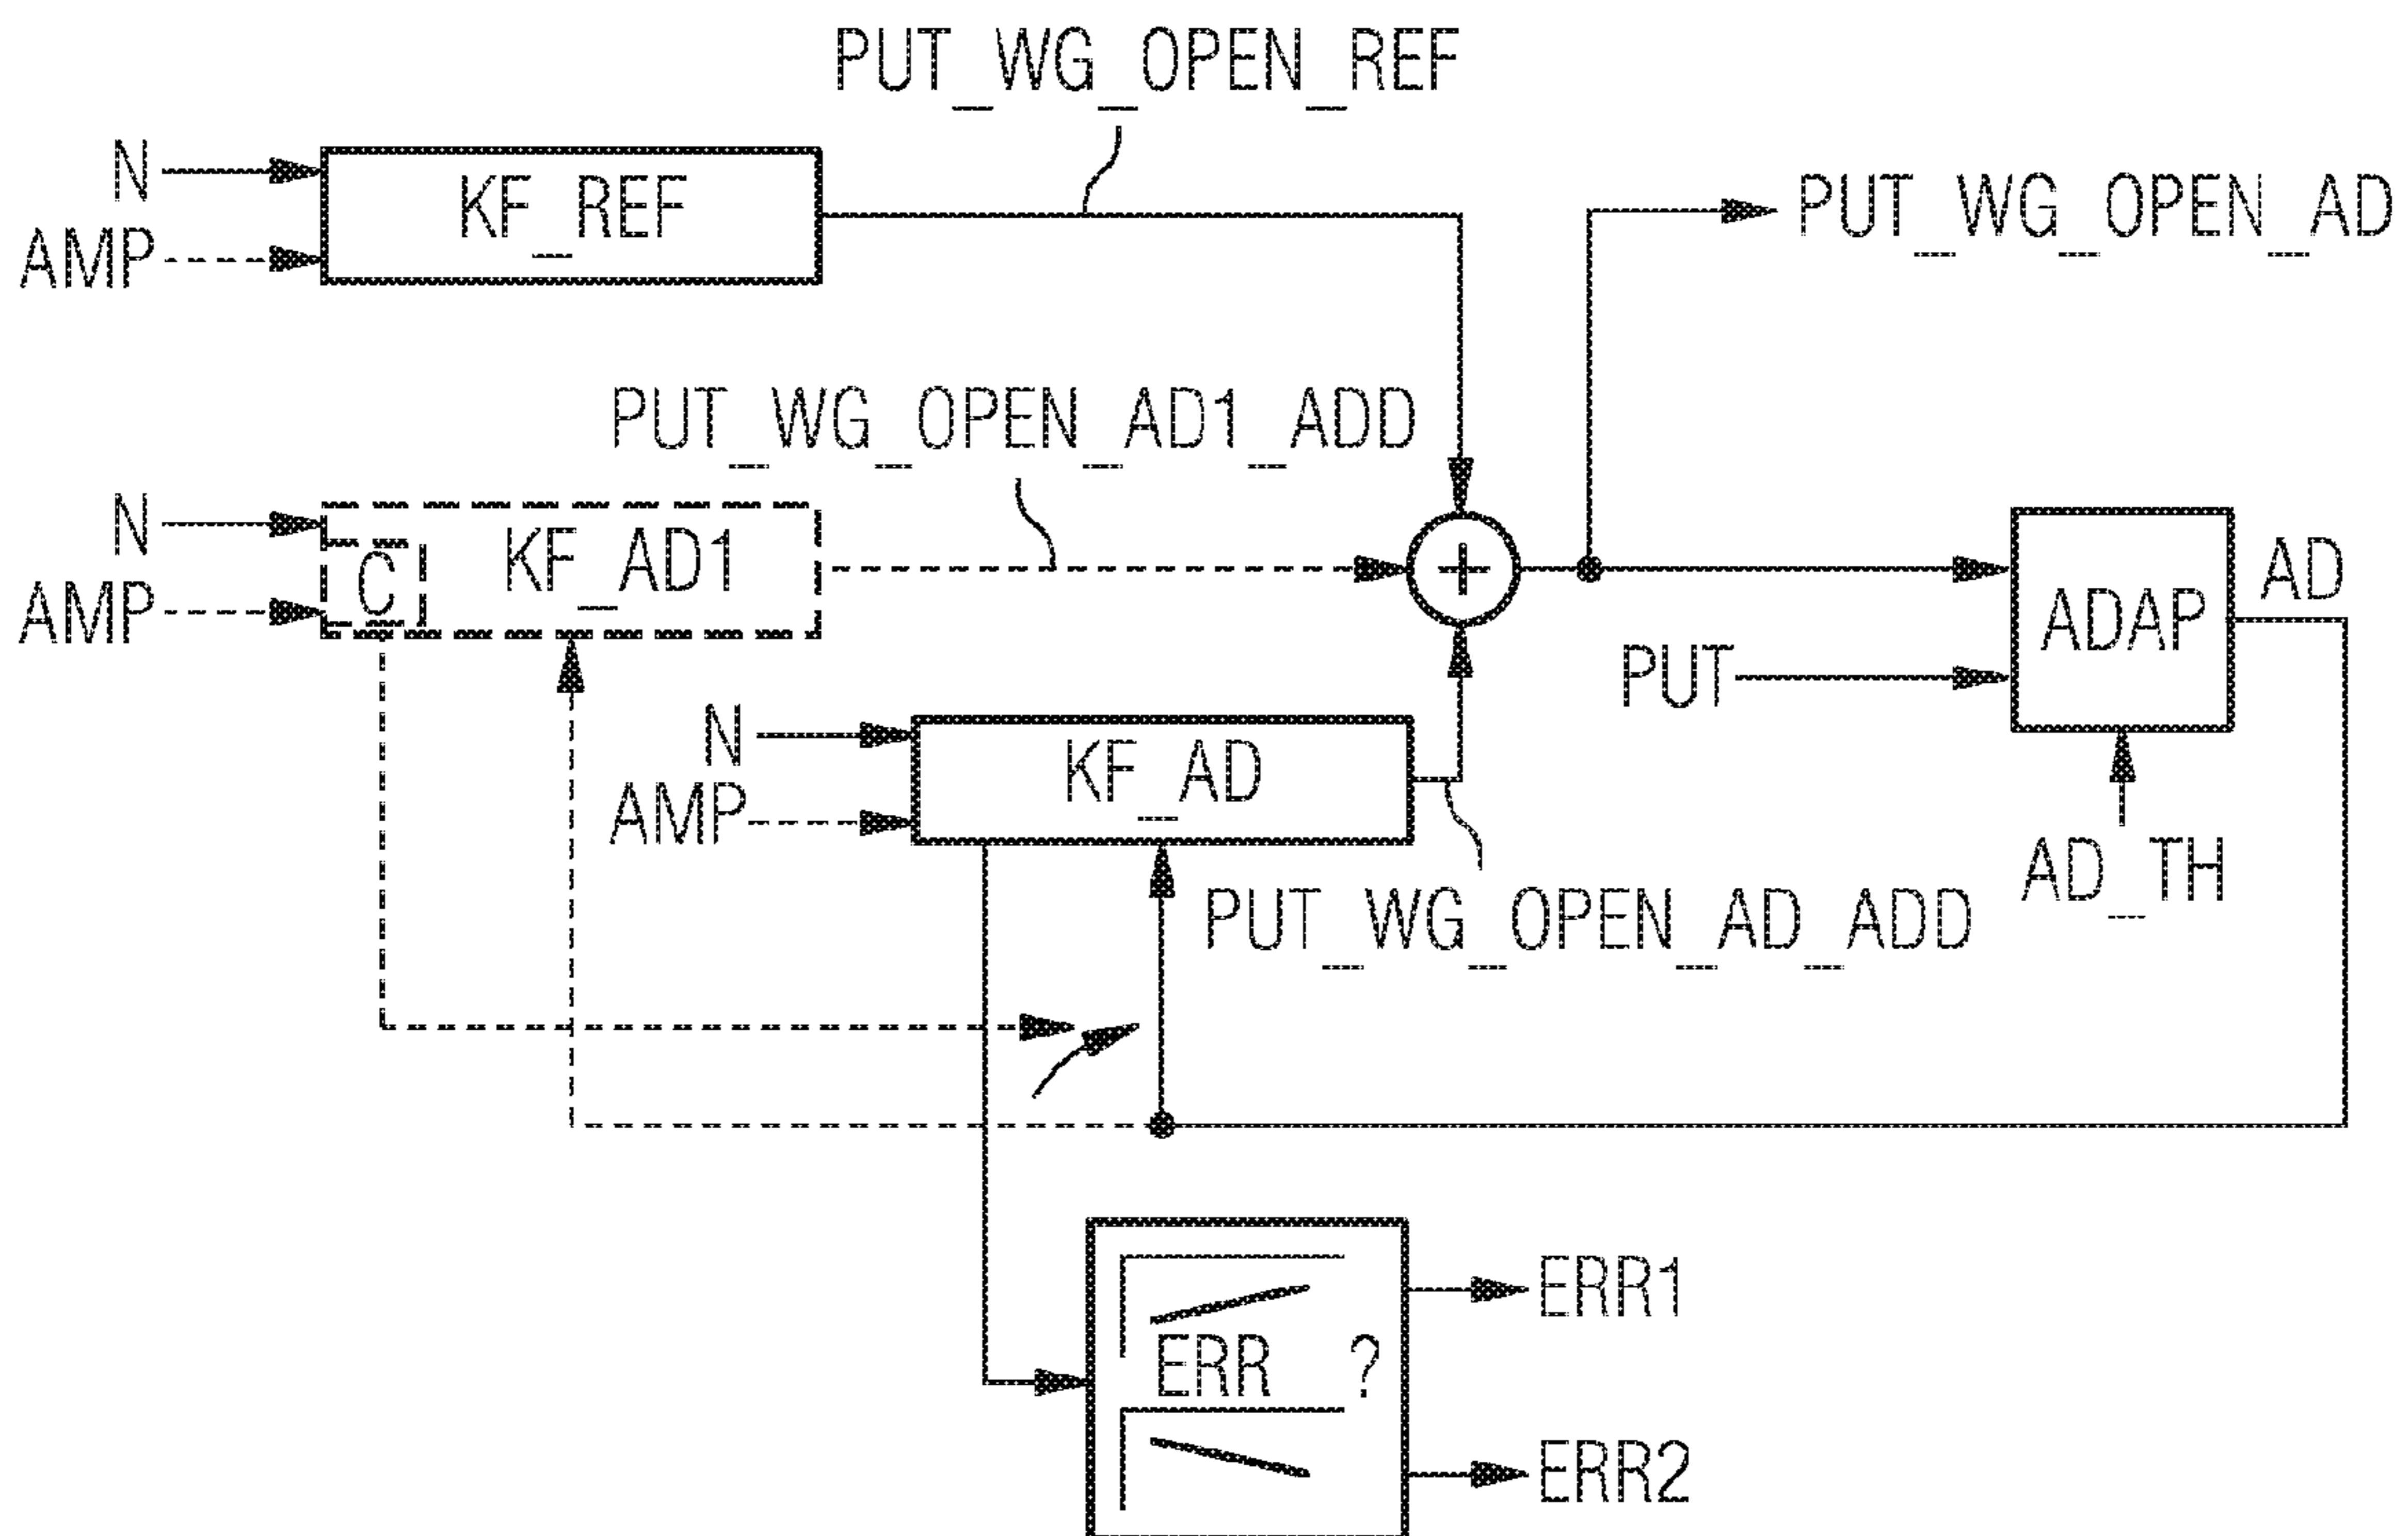 PUT_WG_OPEN_REF
N
KF_REF
AMP
PUT_WG_OPEN_AD
PUT_WG_OPEN_AD1_ADD
N
C
KF_AD1
AMP
+
AD
ADAP
PUT
N
KF_AD
AMP
AD_TH
PUT_WG_OPEN_AD_ADD
ERR1
ERR ?
ERR2